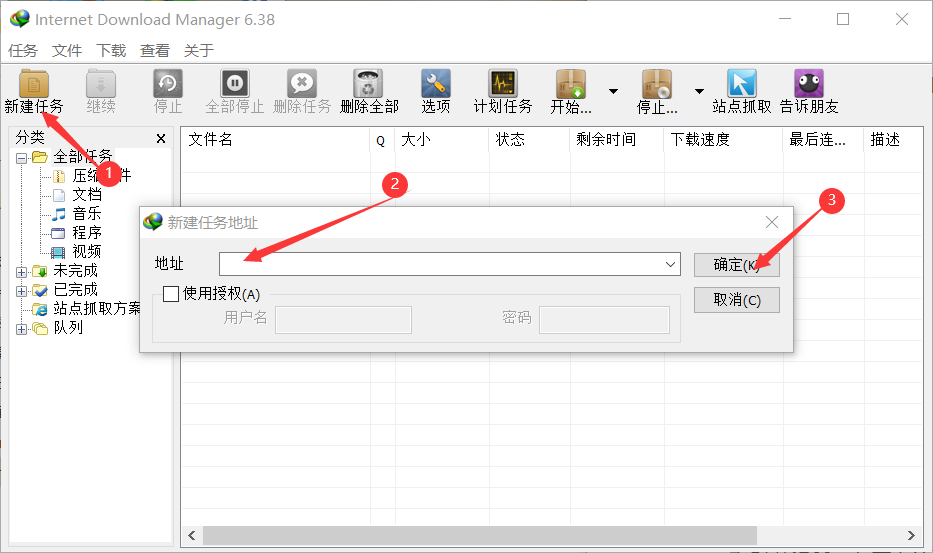 Internet Download Manager 6.38
任务 文件 下载 查看 关于
新建任务 继续 停止 全部停止 删除任务 删除全部 选项 计划任务 开始... 停止... 站点抓取 告诉朋友
分类 x
文件名 Q 大小 状态 剩余时间 下载速度 最后连... 描述
全部任务
1
压缩 件
2
文档
3
音乐
新建任务地址
程序
视频
地址
确定(K)
未完成
已完成
使用授权(A)
取消(C)
站点抓取方案
用户名 密码
队列